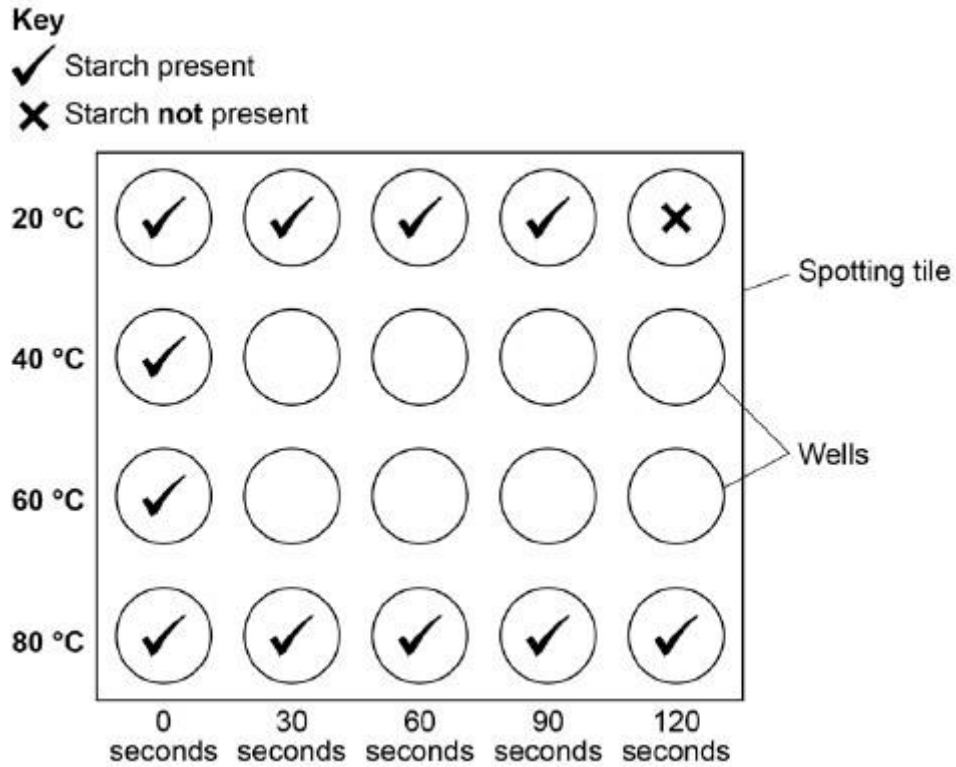 Key
Starch present
Starch not present
20 °C
Spotting tile
40 °C
Wells
60 °C
80 °C
0 30 60 90 120
seconds seconds seconds seconds seconds